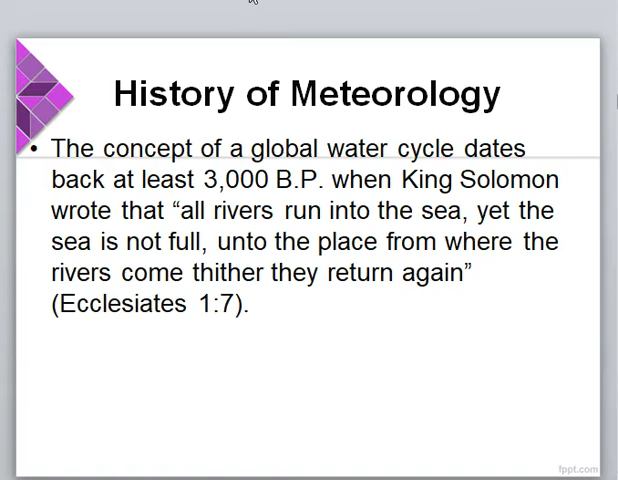 History of Meteorology
• The concept of a global water cycle dates
back at least 3,000 B.P. when King Solomon
wrote that “all rivers run into the sea, yet the
sea is not full, unto the place from where the
rivers come thither they return again”
(Ecclesiates 1:7).
fppt.com